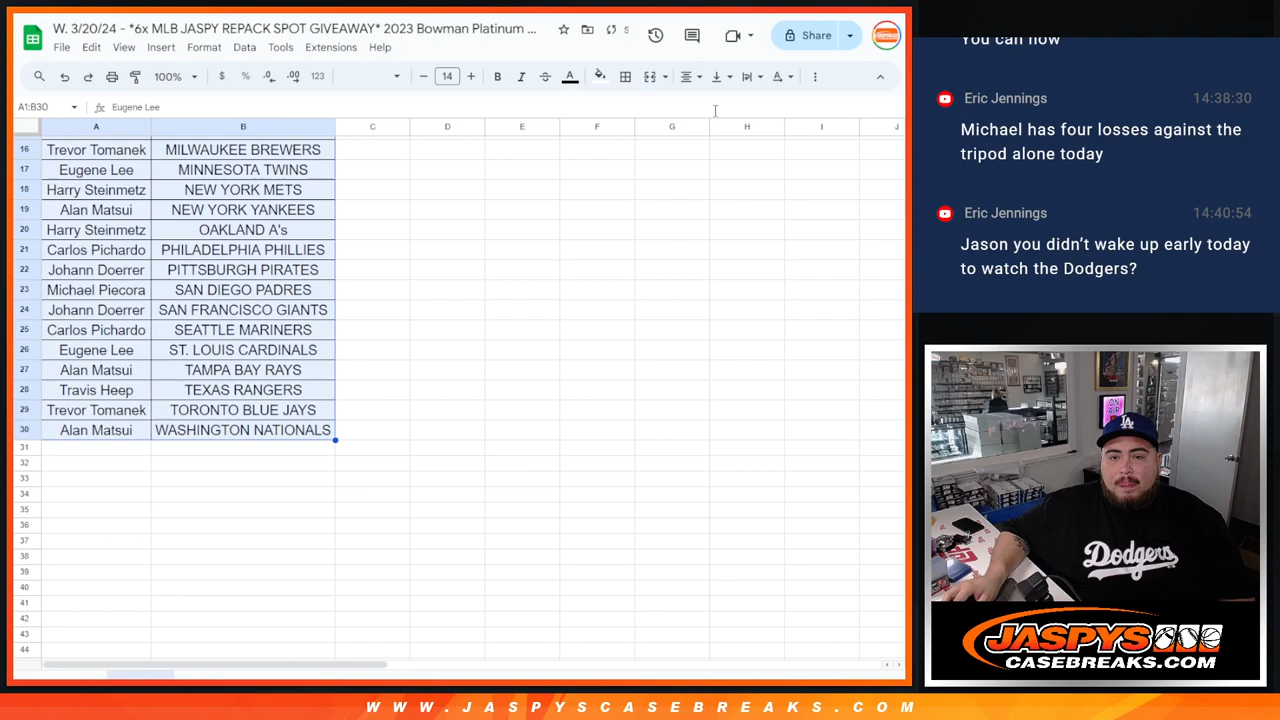 W. 3/20/24 - *6x MLB JASPY REPACK SPOT GIVEAWAY* 2023 Bowman Platinum ...
File Edit View Insert Format Data Tools Extensions Help
Share
100% $ % .0 .00 123 14 B I A
A1:B30 Eugene Lee
A B C D E F G H I J
16 Trevor Tomanek MILWAUKEE BREWERS
17 Eugene Lee MINNESOTA TWINS
18 Harry Steinmetz NEW YORK METS
19 Alan Matsui NEW YORK YANKEES
20 Harry Steinmetz OAKLAND A's
21 Carlos Pichardo PHILADELPHIA PHILLIES
22 Johann Doerrer PITTSBURGH PIRATES
23 Michael Piecora SAN DIEGO PADRES
24 Johann Doerrer SAN FRANCISCO GIANTS
25 Carlos Pichardo SEATTLE MARINERS
26 Eugene Lee ST. LOUIS CARDINALS
27 Alan Matsui TAMPA BAY RAYS
28 Travis Heep TEXAS RANGERS
29 Trevor Tomanek TORONTO BLUE JAYS
30 Alan Matsui WASHINGTON NATIONALS
31
32
33
34
35
36
37
38
39
40
41
42
43
44
You can now
Eric Jennings 14:38:30
Michael has four losses against the
tripod alone today
Eric Jennings 14:40:54
Jason you didn't wake up early today
to watch the Dodgers?
ON
AIR
LA
Dodgers
JASPYS
CASEBREAKS.COM
WWW.JASPYSCASEBREAKS.COM